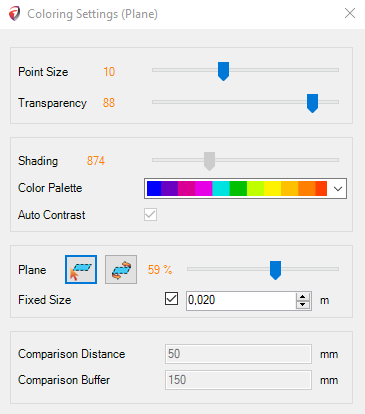 Coloring Settings (Plane)
Point Size 10
Transparency 88
Shading 874
Color Palette
Auto Contrast
Plane 59 %
Fixed Size 0,020 m
Comparison Distance 50 mm
Comparison Buffer 150 mm